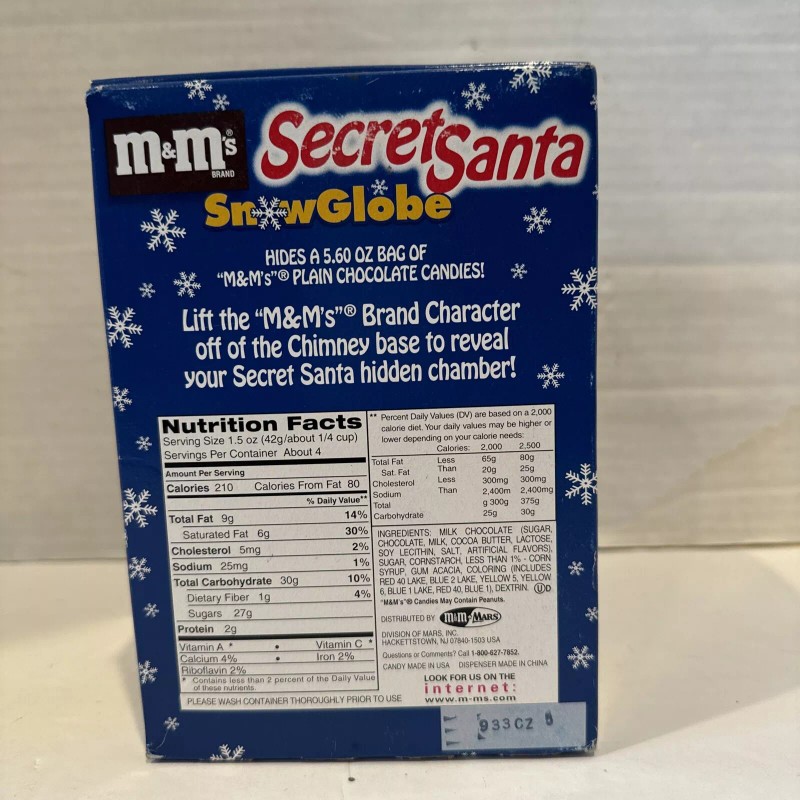 m&m's®
BRAND
Secret Santa
SnowGlobe
HIDES A 5.60 OZ BAG OF
“M&M's”® PLAIN CHOCOLATE CANDIES!
Lift the “M&M's”® Brand Character
off of the Chimney base to reveal
your Secret Santa hidden chamber!
Nutrition Facts
Serving Size 1.5 oz (42g/about 1/4 cup)
Servings Per Container About 4
Amount Per Serving
Calories 210 Calories From Fat 80
% Daily Value**
Total Fat 9g 14%
Saturated Fat 6g 30%
Cholesterol 5mg 2%
Sodium 25mg 1%
Total Carbohydrate 30g 10%
Dietary Fiber 1g 4%
Sugars 27g
Protein 2g
Vitamin A * • Vitamin C *
Calcium 4% • Iron 2%
Riboflavin 2%
* Contains less than 2 percent of the Daily Value
of these nutrients.
** Percent Daily Values (DV) are based on a 2,000
calorie diet. Your daily values may be higher or
lower depending on your calorie needs:
Calories: 2,000 2,500
Total Fat Less 65g 80g
Sat. Fat Than 20g 25g
Cholesterol Less 300mg 300mg
Sodium Than 2,400m 2,400mg
Total g 300g 375g
Carbohydrate 25g 30g
INGREDIENTS: MILK CHOCOLATE (SUGAR,
CHOCOLATE, MILK, COCOA BUTTER, LACTOSE,
SOY LECITHIN, SALT, ARTIFICIAL FLAVORS),
SUGAR, CORNSTARCH, LESS THAN 1% - CORN
SYRUP, GUM ACACIA, COLORING (INCLUDES
RED 40 LAKE, BLUE 2 LAKE, YELLOW 5, YELLOW
6, BLUE 1 LAKE, RED 40, BLUE 1), DEXTRIN. UD
"M&M's"® Candies May Contain Peanuts.
DISTRIBUTED BY m&m MARS
DIVISION OF MARS, INC.
HACKETTSTOWN, NJ 07840-1503 USA
Questions or Comments? Call 1-800-627-7852.
CANDY MADE IN USA DISPENSER MADE IN CHINA
LOOK FOR US ON THE
internet:
www.m-ms.com
PLEASE WASH CONTAINER THOROUGHLY PRIOR TO USE
933CZ